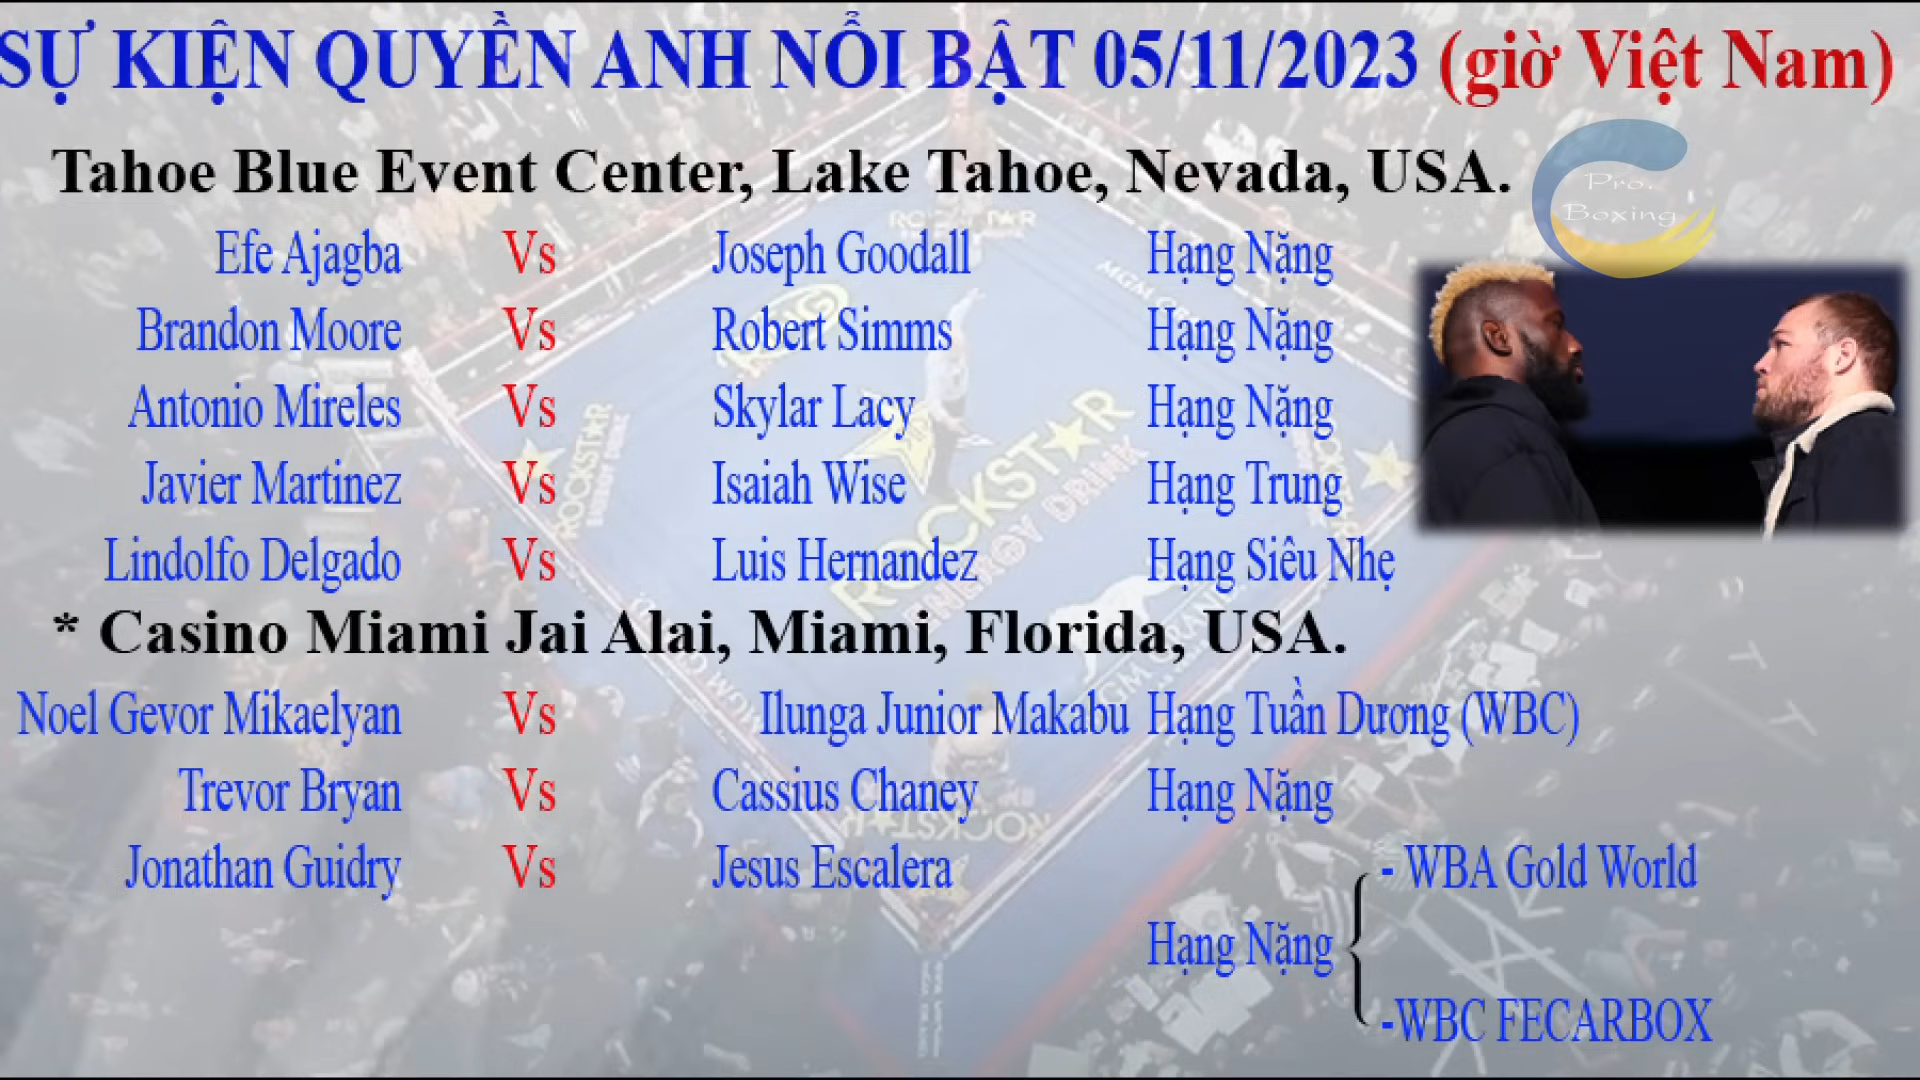 SỰ KIỆN QUYỀN ANH NỔI BẬT 05/11/2023 (giờ Việt Nam)
Tahoe Blue Event Center, Lake Tahoe, Nevada, USA.
Pro.
Boxing
Efe Ajagba Vs Joseph Goodall Hạng Nặng
Brandon Moore Vs Robert Simms Hạng Nặng
Antonio Mireles Vs Skylar Lacy Hạng Nặng
Javier Martinez Vs Isaiah Wise Hạng Trung
Lindolfo Delgado Vs Luis Hernandez Hạng Siêu Nhẹ
ROCKSTAR
ENERGY DRINK
* Casino Miami Jai Alai, Miami, Florida, USA.
Noel Gevor Mikaelyan Vs Ilunga Junior Makabu Hạng Tuần Dương (WBC)
Trevor Bryan Vs Cassius Chaney Hạng Nặng
Jonathan Guidry Vs Jesus Escalera - WBA Gold World
Hạng Nặng
-WBC FECARBOX